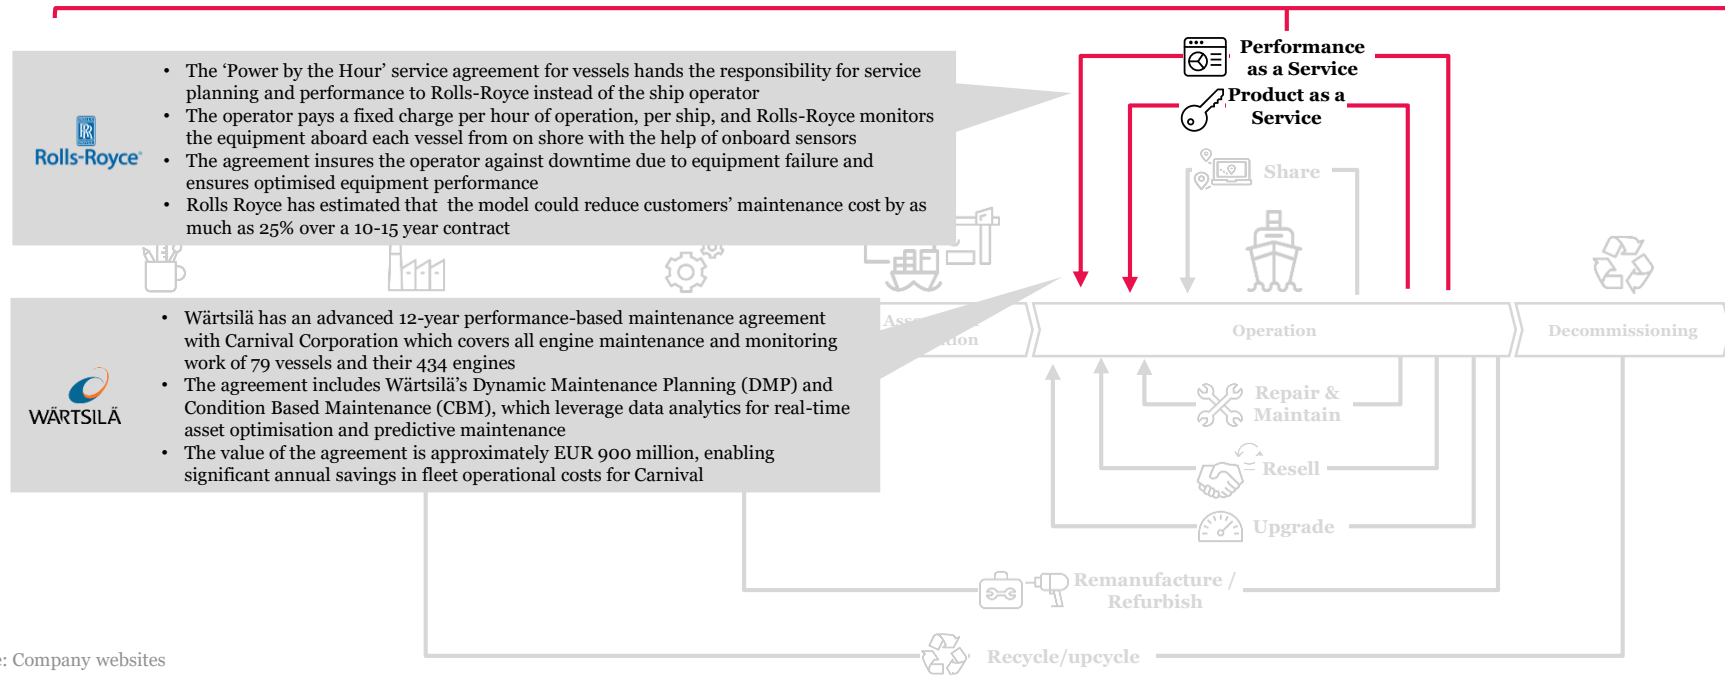 Performance
as a Service
Product as a
Service
• The ‘Power by the Hour’ service agreement for vessels hands the responsibility for service
planning and performance to Rolls-Royce instead of the ship operator
• The operator pays a fixed charge per hour of operation, per ship, and Rolls-Royce monitors
the equipment aboard each vessel from on shore with the help of onboard sensors
• The agreement insures the operator against downtime due to equipment failure and
ensures optimised equipment performance
• Rolls Royce has estimated that the model could reduce customers’ maintenance cost by as
much as 25% over a 10-15 year contract
RR
Rolls-Royce
Share
• Wärtsilä has an advanced 12-year performance-based maintenance agreement
with Carnival Corporation which covers all engine maintenance and monitoring
work of 79 vessels and their 434 engines
• The agreement includes Wärtsilä’s Dynamic Maintenance Planning (DMP) and
Condition Based Maintenance (CBM), which leverage data analytics for real-time
asset optimisation and predictive maintenance
• The value of the agreement is approximately EUR 900 million, enabling
significant annual savings in fleet operational costs for Carnival
WÄRTSILÄ
Operation
Decommissioning
Repair &
Maintain
Resell
Upgrade
Remanufacture /
Refurbish
Recycle/upcycle
: Company websites